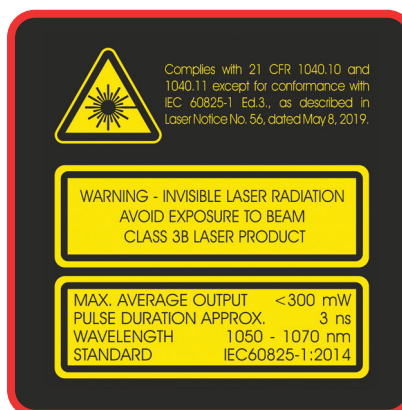 Complies with 21 CFR 1040.10 and
1040.11 except for conformance with
IEC 60825-1 Ed.3., as described in
Laser Notice No. 56, dated May 8, 2019.
WARNING - INVISIBLE LASER RADIATION
AVOID EXPOSURE TO BEAM
CLASS 3B LASER PRODUCT
MAX. AVERAGE OUTPUT <300 mW
PULSE DURATION APPROX. 3 ns
WAVELENGTH 1050 - 1070 nm
STANDARD IEC60825-1:2014